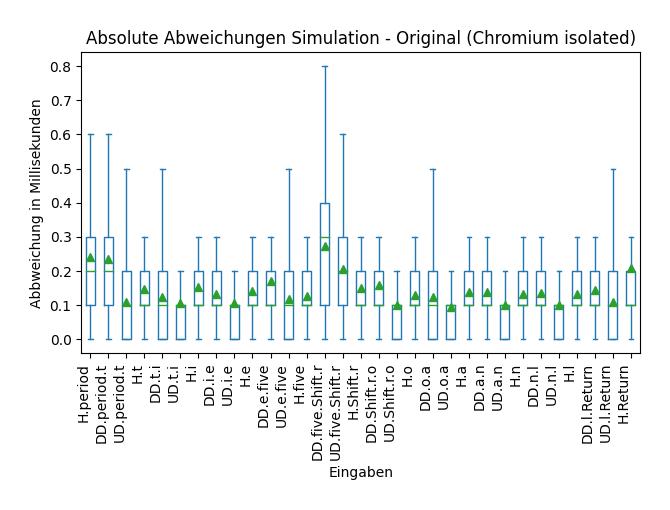 Absolute Abweichungen Simulation - Original (Chromium isolated)
Abbweichung in Millisekunden
0.8
0.7
0.6
0.5
0.4
0.3
0.2
0.1
0.0
H.period
DD.period.t
UD.period.t
H.t
DD.t.i
UD.t.i
H.i
DD.i.e
UD.i.e
H.e
DD.e.five
UD.e.five
H.five
DD.five.Shift.r
UD.five.Shift.r
H.Shift.r
DD.Shift.r.o
UD.Shift.r.o
H.o
DD.o.a
UD.o.a
H.a
DD.a.n
UD.a.n
H.n
DD.n.l
UD.n.l
H.l
DD.l.Return
UD.l.Return
H.Return
Eingaben